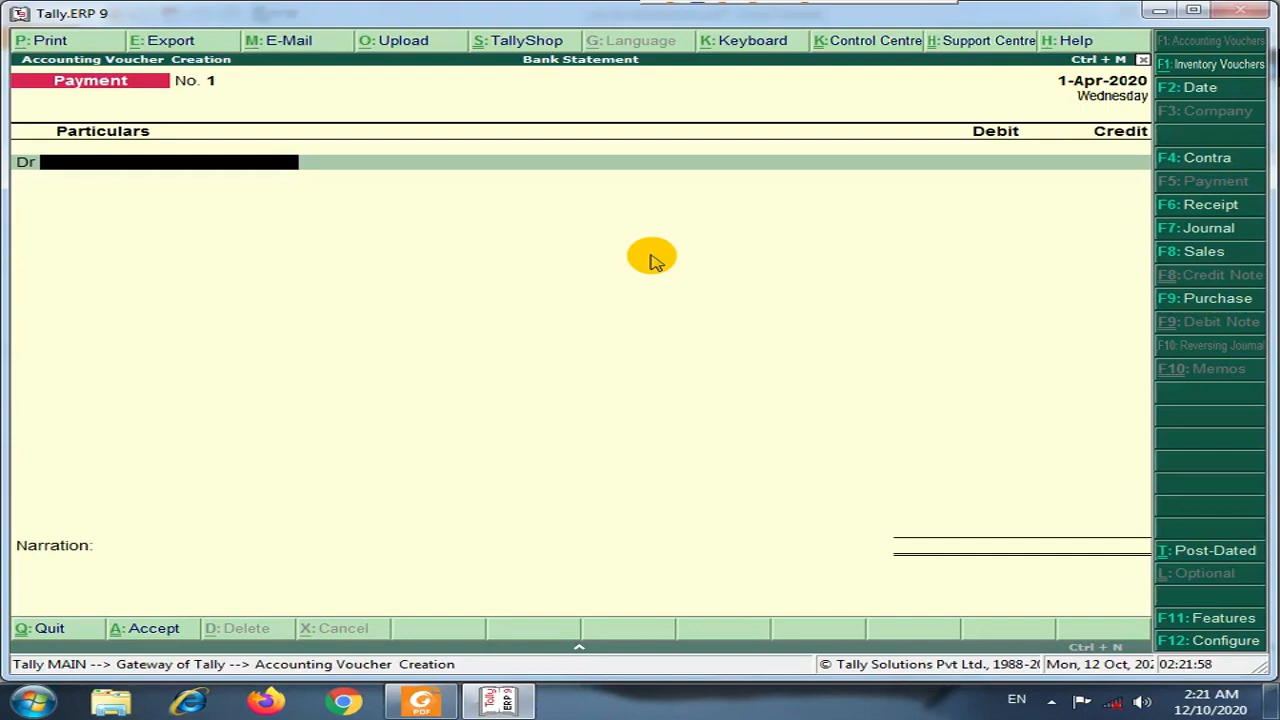 Tally.ERP 9
P: Print E: Export M: E-Mail O: Upload S: TallyShop G: Language K: Keyboard K: Control Centre H: Support Centre H: Help
Accounting Voucher Creation Bank Statement Ctrl + M
Payment No. 1 1-Apr-2020
Wednesday
Particulars Debit Credit
Dr
Narration:
F1: Accounting Vouchers
F1: Inventory Vouchers
F2: Date
F3: Company
F4: Contra
F5: Payment
F6: Receipt
F7: Journal
F8: Sales
F8: Credit Note
F9: Purchase
F9: Debit Note
F10: Reversing Journal
F10: Memos
T: Post-Dated
L: Optional
F11: Features
F12: Configure
Q: Quit A: Accept D: Delete X: Cancel
Ctrl + N
Tally MAIN --> Gateway of Tally --> Accounting Voucher Creation © Tally Solutions Pvt Ltd., 1988-20 Mon, 12 Oct, 202 02:21:58
EN 2:21 AM
12/10/2020